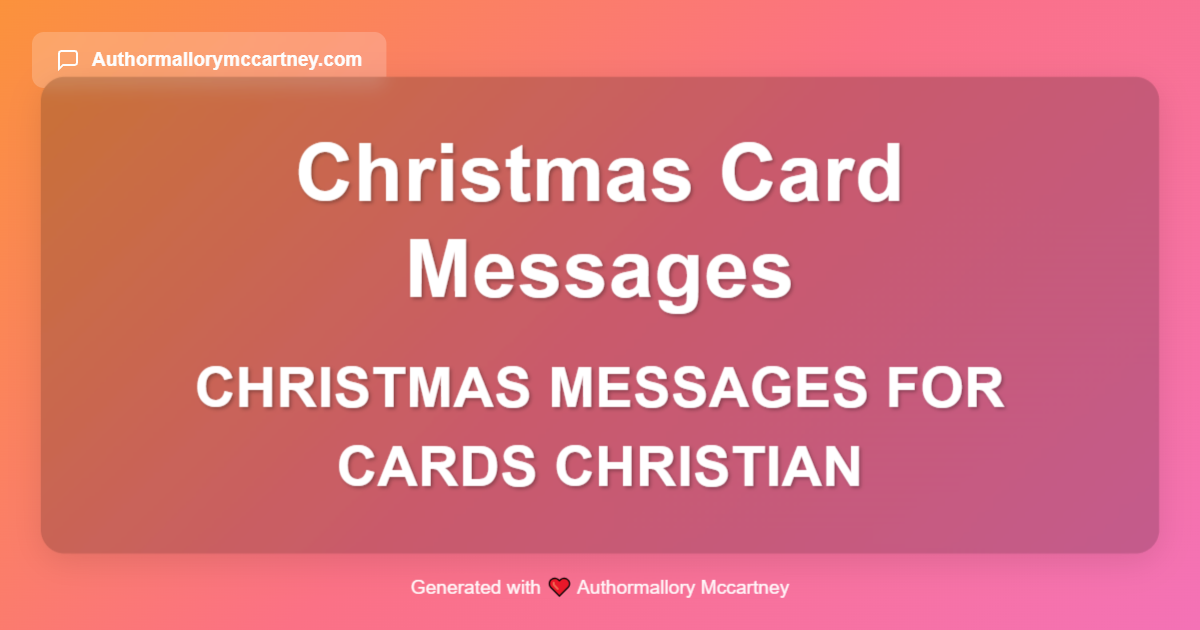 Authormallorymccartney.com
Christmas Card
Messages
CHRISTMAS MESSAGES FOR
CARDS CHRISTIAN
Generated with ❤️ Authormallory Mccartney